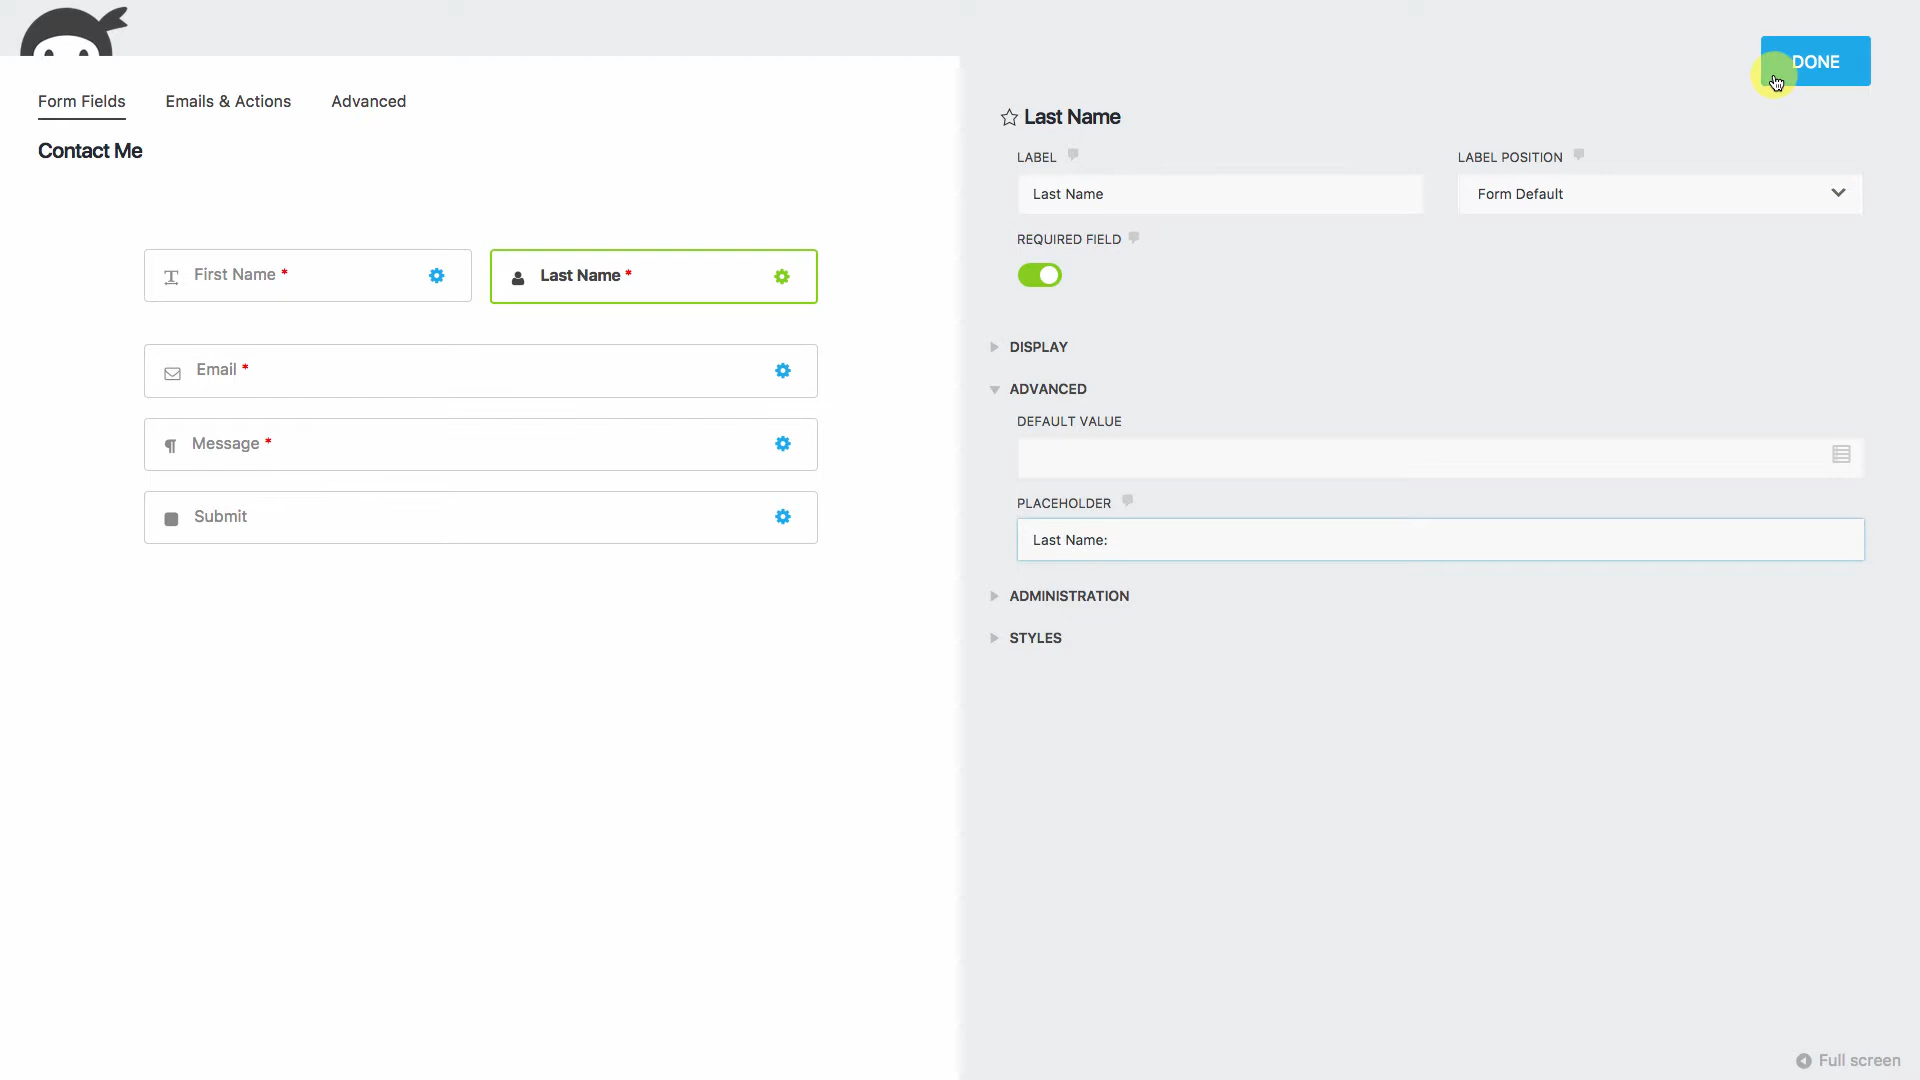 DONE
Form Fields Emails & Actions Advanced
Contact Me
First Name *
Last Name *
Email *
Message *
Submit
Last Name
LABEL
Last Name
LABEL POSITION
Form Default
REQUIRED FIELD
DISPLAY
ADVANCED
DEFAULT VALUE
PLACEHOLDER
Last Name:
ADMINISTRATION
STYLES
Full screen